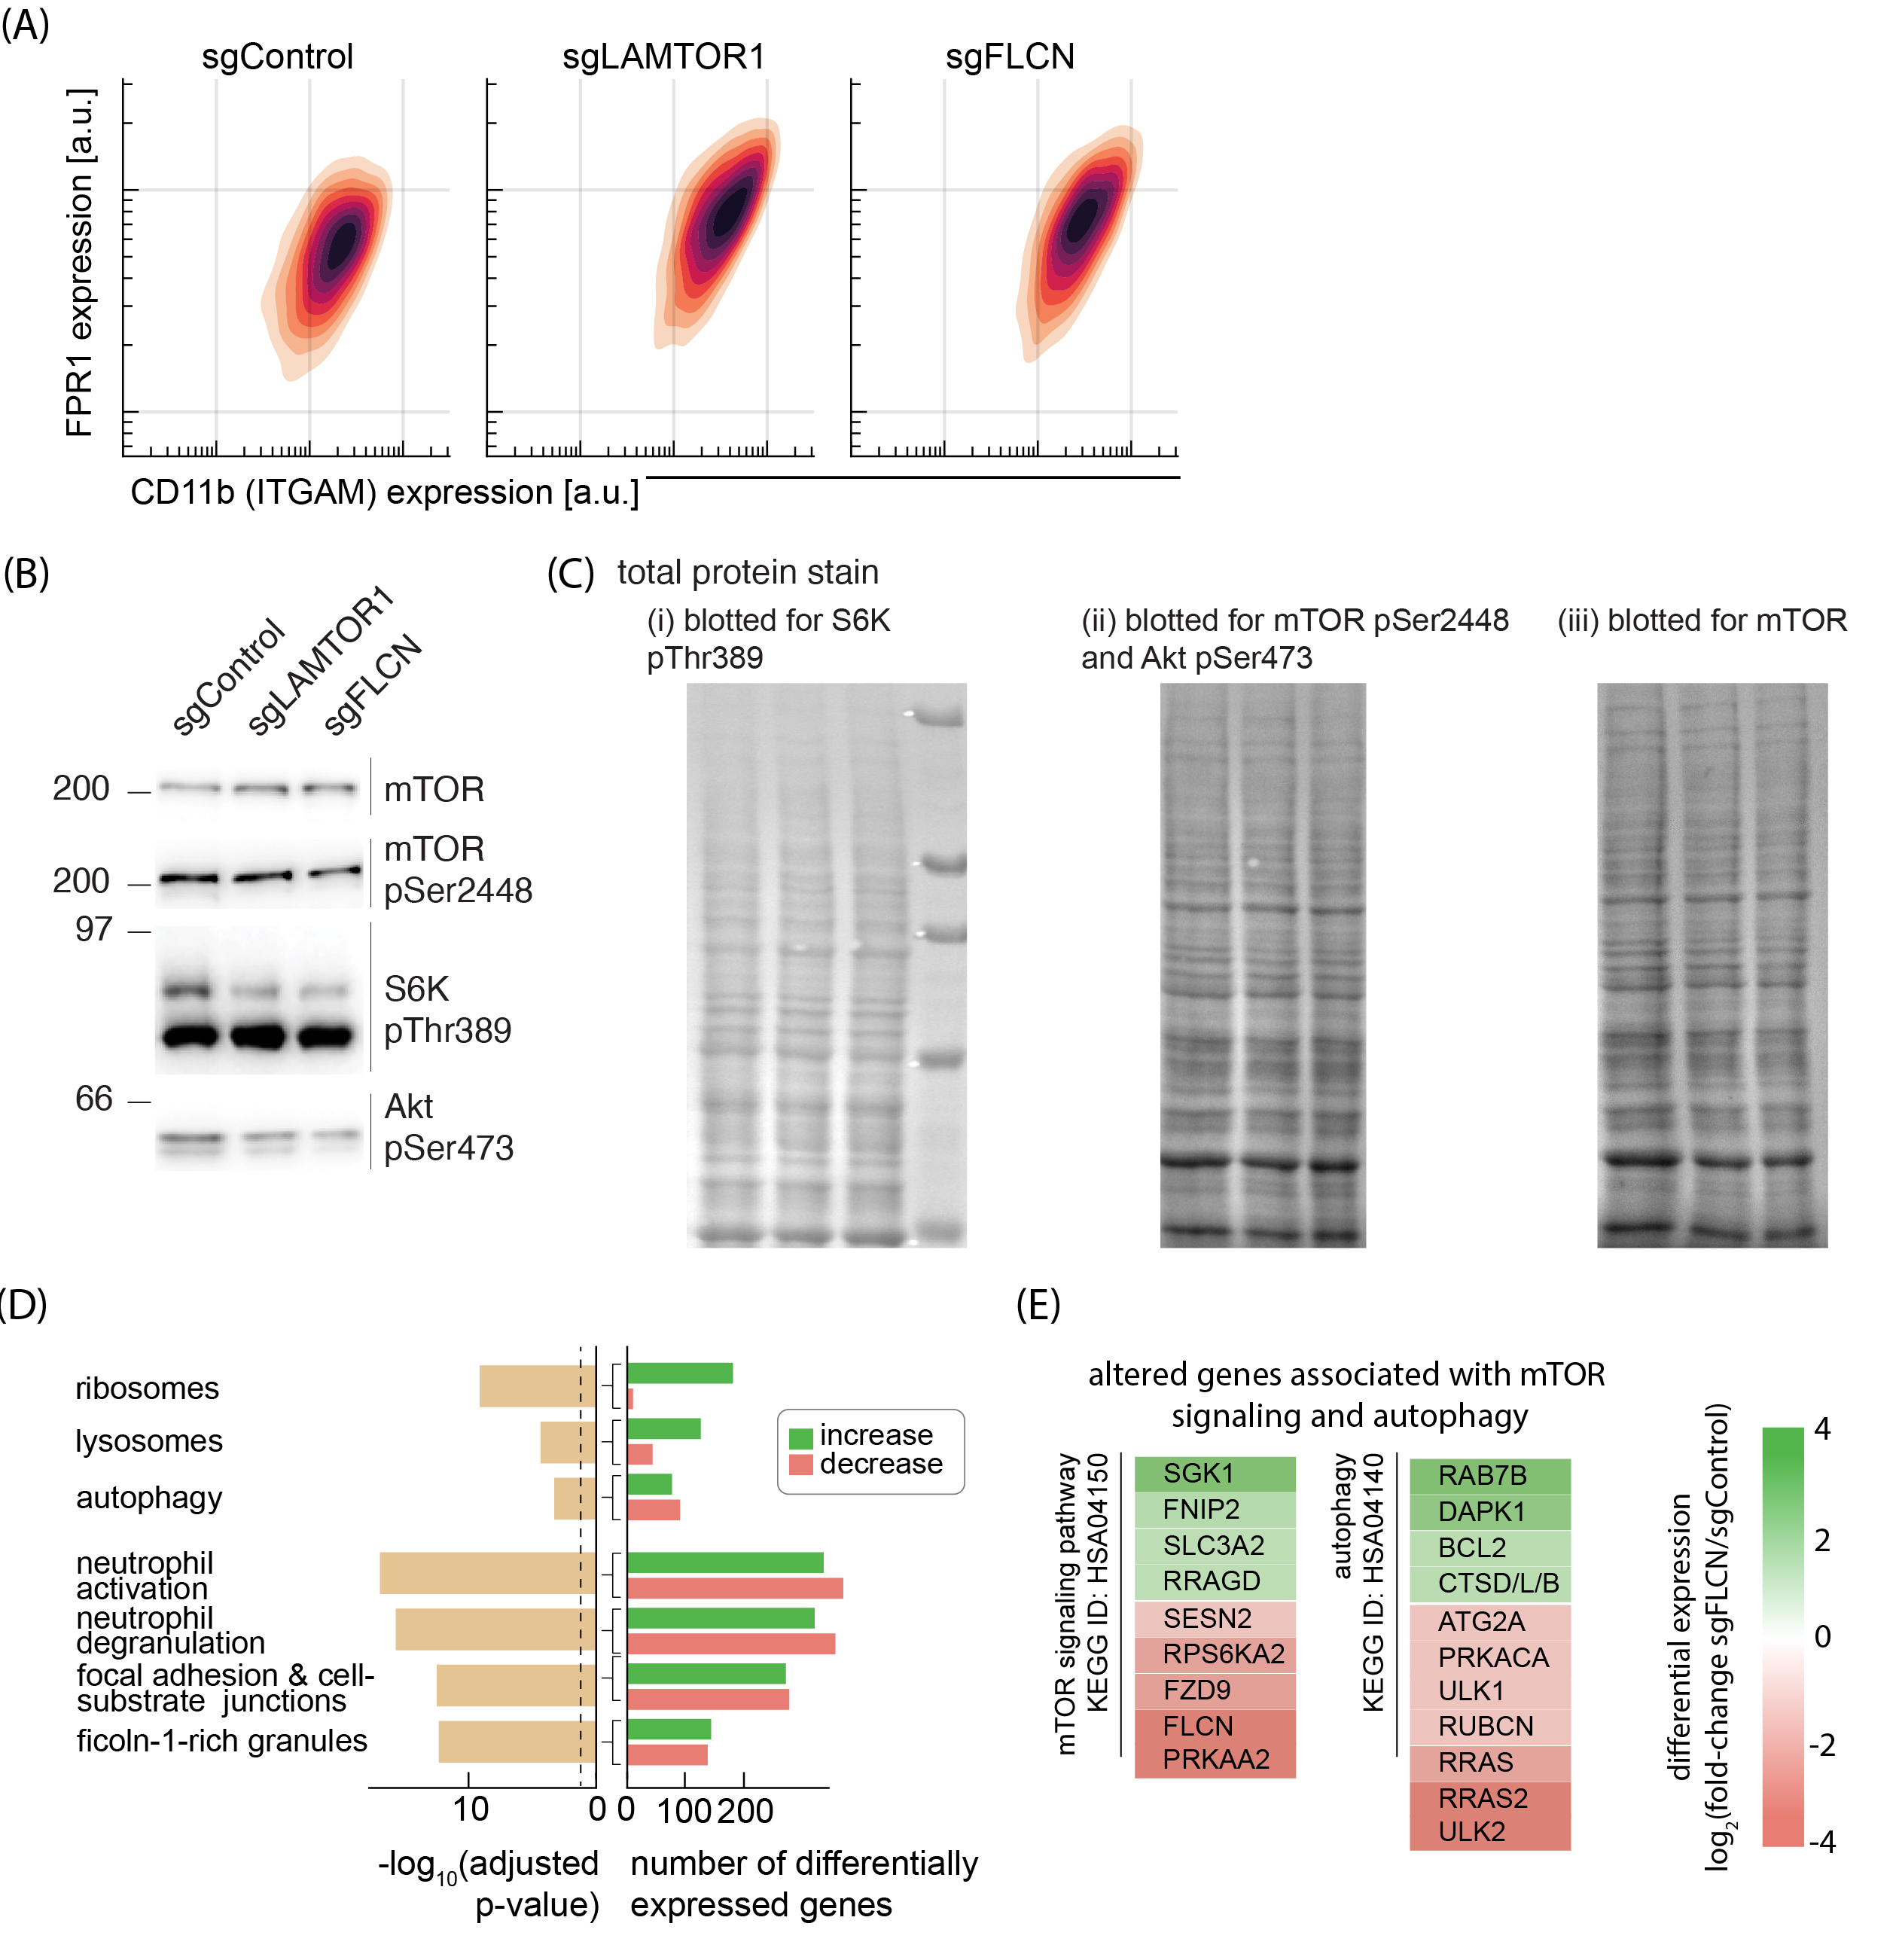 (A)
sgControl
sgLAMTOR1
sgFLCN
FPR1 expression [a.u.]
CD11b (ITGAM) expression [a.u.]
(B)
sgControl
sgLAMTOR1
sgFLCN
200
mTOR
200
mTOR
pSer2448
97
S6K
pThr389
66
Akt
pSer473
(C)
total protein stain
(i) blotted for S6K
pThr389
(ii) blotted for mTOR pSer2448
and Akt pSer473
(iii) blotted for mTOR
(D)
ribosomes
lysosomes
autophagy
neutrophil
activation
neutrophil
degranulation
focal adhesion & cell-
substrate junctions
ficoln-1-rich granules
increase
decrease
10
0
0
100
200
-log10(adjusted
p-value)
number of differentially
expressed genes
(E)
altered genes associated with mTOR
signaling and autophagy
mTOR signaling pathway
KEGG ID: HSA04150
SGK1
FNIP2
SLC3A2
RRAGD
SESN2
RPS6KA2
FZD9
FLCN
PRKAA2
autophagy
KEGG ID: HSA04140
RAB7B
DAPK1
BCL2
CTSD/L/B
ATG2A
PRKACA
ULK1
RUBCN
RRAS
RRAS2
ULK2
differential expression
log2(fold-change sgFLCN/sgControl)
4
2
0
-2
-4